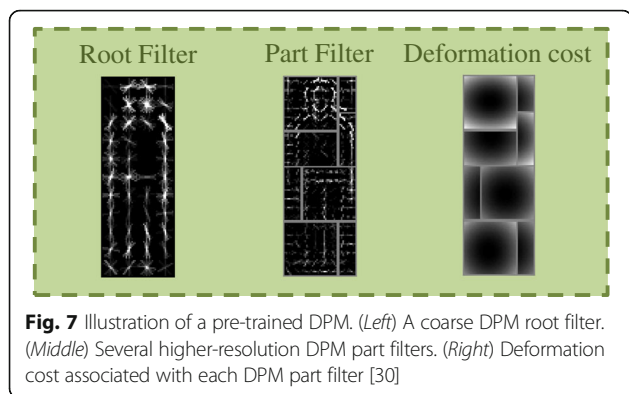 Root Filter
Part Filter
Deformation cost
Fig. 7 Illustration of a pre-trained DPM. (Left) A coarse DPM root filter.
(Middle) Several higher-resolution DPM part filters. (Right) Deformation
cost associated with each DPM part filter [30]